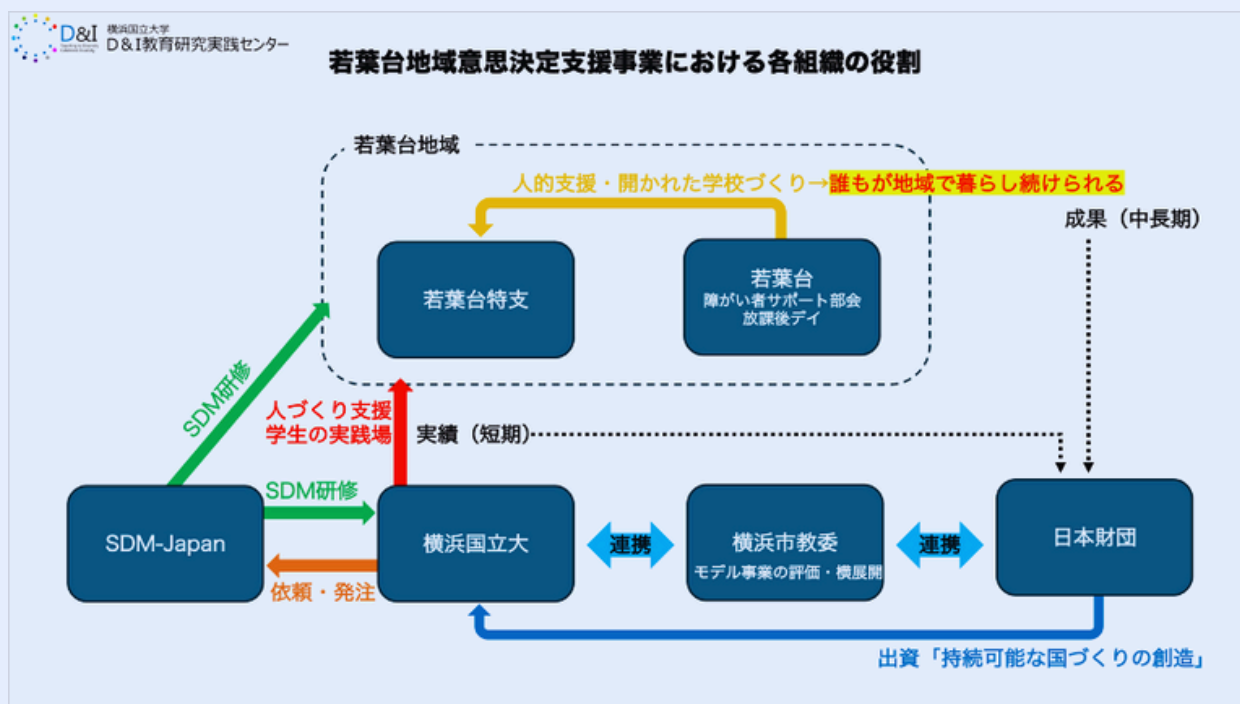 D&I
横浜国立大学
D&I教育研究実践センター
若葉台地域意思決定支援事業における各組織の役割
若葉台地域
人的支援・開かれた学校づくり→誰もが地域で暮らし続けられる
成果（中長期）
若葉台特支
若葉台
障がい者サポート部会
放課後デイ
SDM研修
人づくり支援
学生の実践場
実績（短期）
SDM研修
SDM-Japan
横浜国立大
連携
横浜市教委
モデル事業の評価・横展開
連携
日本財団
依頼・発注
出資「持続可能な国づくりの創造」